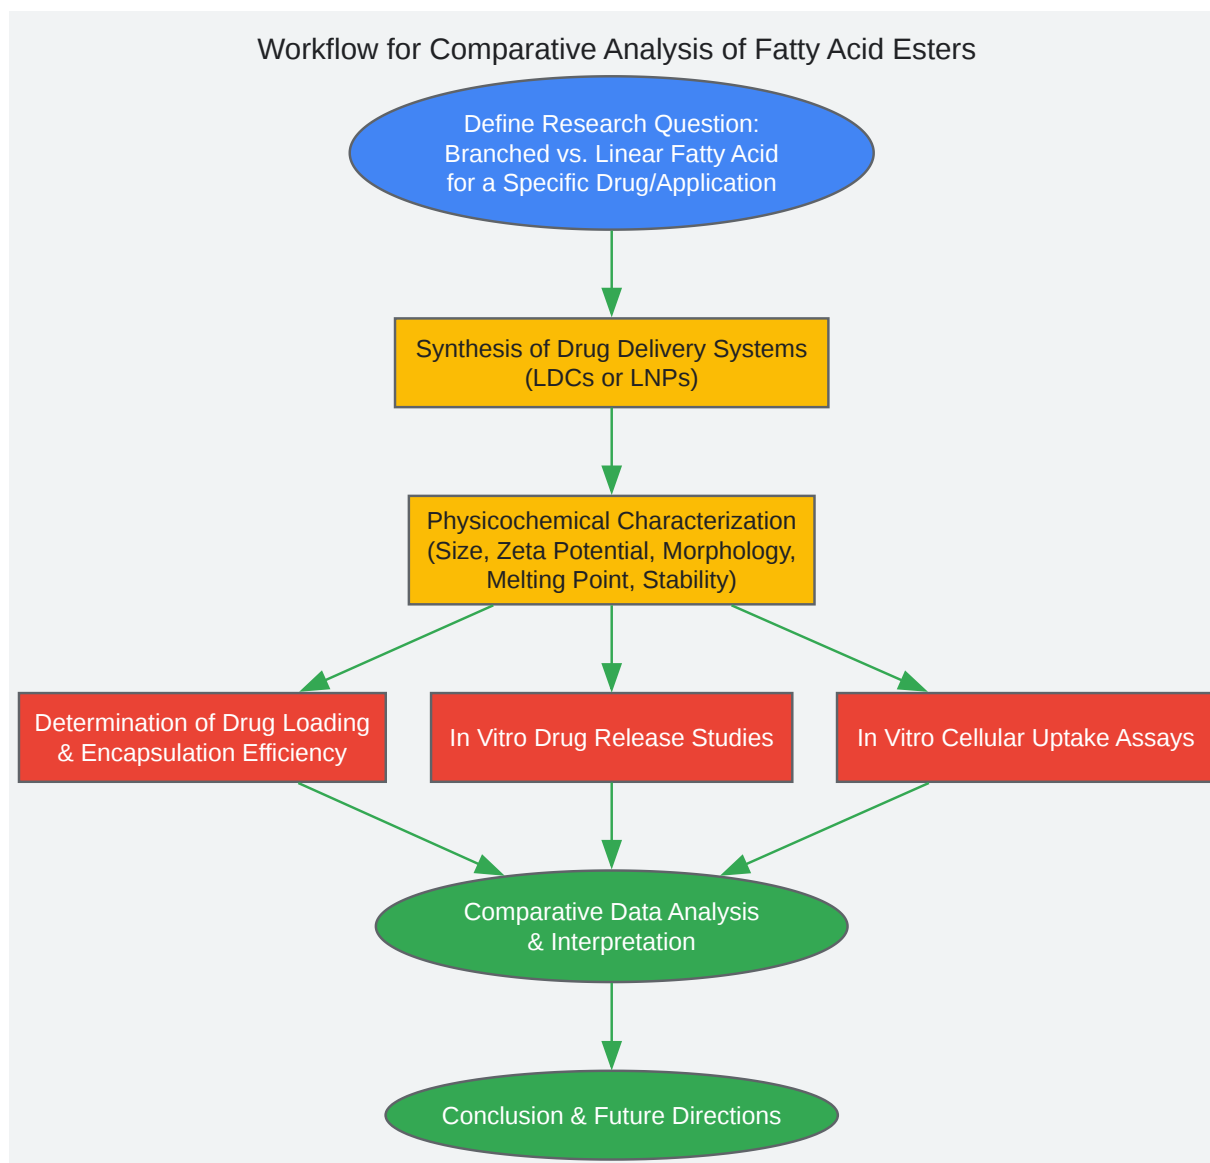 Workflow for Comparative Analysis of Fatty Acid Esters
Define Research Question:
Branched vs. Linear Fatty Acid
for a Specific Drug/Application
Synthesis of Drug Delivery Systems
(LDCs or LNPs)
Physicochemical Characterization
(Size, Zeta Potential, Morphology,
Melting Point, Stability)
Determination of Drug Loading
& Encapsulation Efficiency
In Vitro Drug Release Studies
In Vitro Cellular Uptake Assays
Comparative Data Analysis
& Interpretation
Conclusion & Future Directions